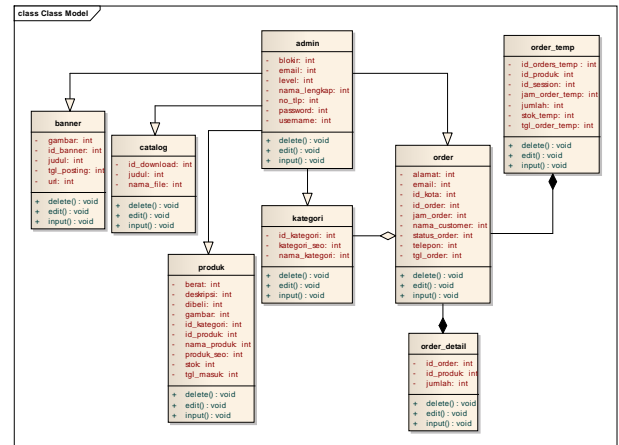 class Class Model
admin
- blokir: int
- email: int
- level: int
- nama_lengkap: int
- no_tlp: int
- password: int
- username: int
+ delete() : void
+ edit() : void
+ input() : void
order_temp
- id_orders_temp : int
- id_produk: int
- id_session: int
- jam_order_temp: int
- jumlah: int
- stok_temp: int
- tgl_order_temp: int
+ delete() : void
+ edit() : void
+ input() : void
banner
- gambar: int
- id_banner: int
- judul: int
- tgl_posting: int
- url: int
+ delete() : void
+ edit() : void
+ input() : void
catalog
- id_download: int
- judul: int
- nama_file: int
+ delete() : void
+ edit() : void
+ input() : void
order
- alamat: int
- email: int
- id_kota: int
- id_order: int
- jam_order: int
- nama_customer: int
- status_order: int
- telepon: int
- tgl_order: int
+ delete() : void
+ edit() : void
+ input() : void
kategori
- id_kategori: int
- kategori_seo: int
- nama_kategori: int
+ delete() : void
+ edit() : void
+ input() : void
produk
- berat: int
- deskripsi: int
- dibeli: int
- gambar: int
- id_kategori: int
- id_produk: int
- nama_produk: int
- produk_seo: int
- stok: int
- tgl_masuk: int
+ delete() : void
+ edit() : void
+ input() : void
order_detail
- id_order: int
- id_produk: int
- jumlah: int
+ delete() : void
+ edit() : void
+ input() : void